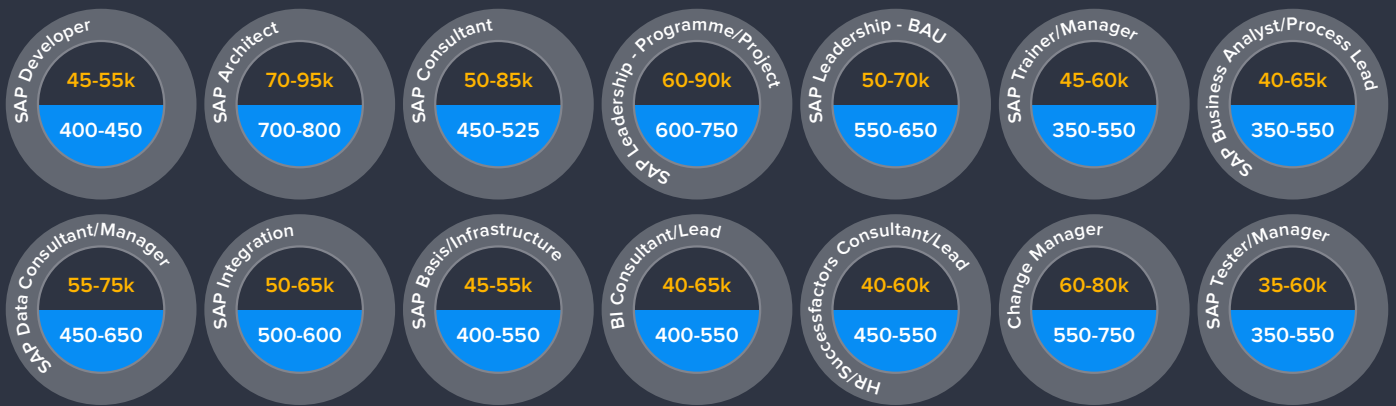 SAP Developer
45-55k
400-450
SAP Architect
70-95k
700-800
SAP Consultant
50-85k
450-525
SAP Leadership - Programme/Project
60-90k
600-750
SAP Leadership - BAU
50-70k
550-650
SAP Trainer/Manager
45-60k
350-550
SAP Business Analyst/Process Lead
40-65k
350-550
SAP Data Consultant/Manager
55-75k
450-650
SAP Integration
50-65k
500-600
SAP Basis/Infrastructure
45-55k
400-550
BI Consultant/Lead
40-65k
400-550
HR/Successfactors Consultant/Lead
40-60k
450-550
Change Manager
60-80k
550-750
SAP Tester/Manager
35-60k
350-550